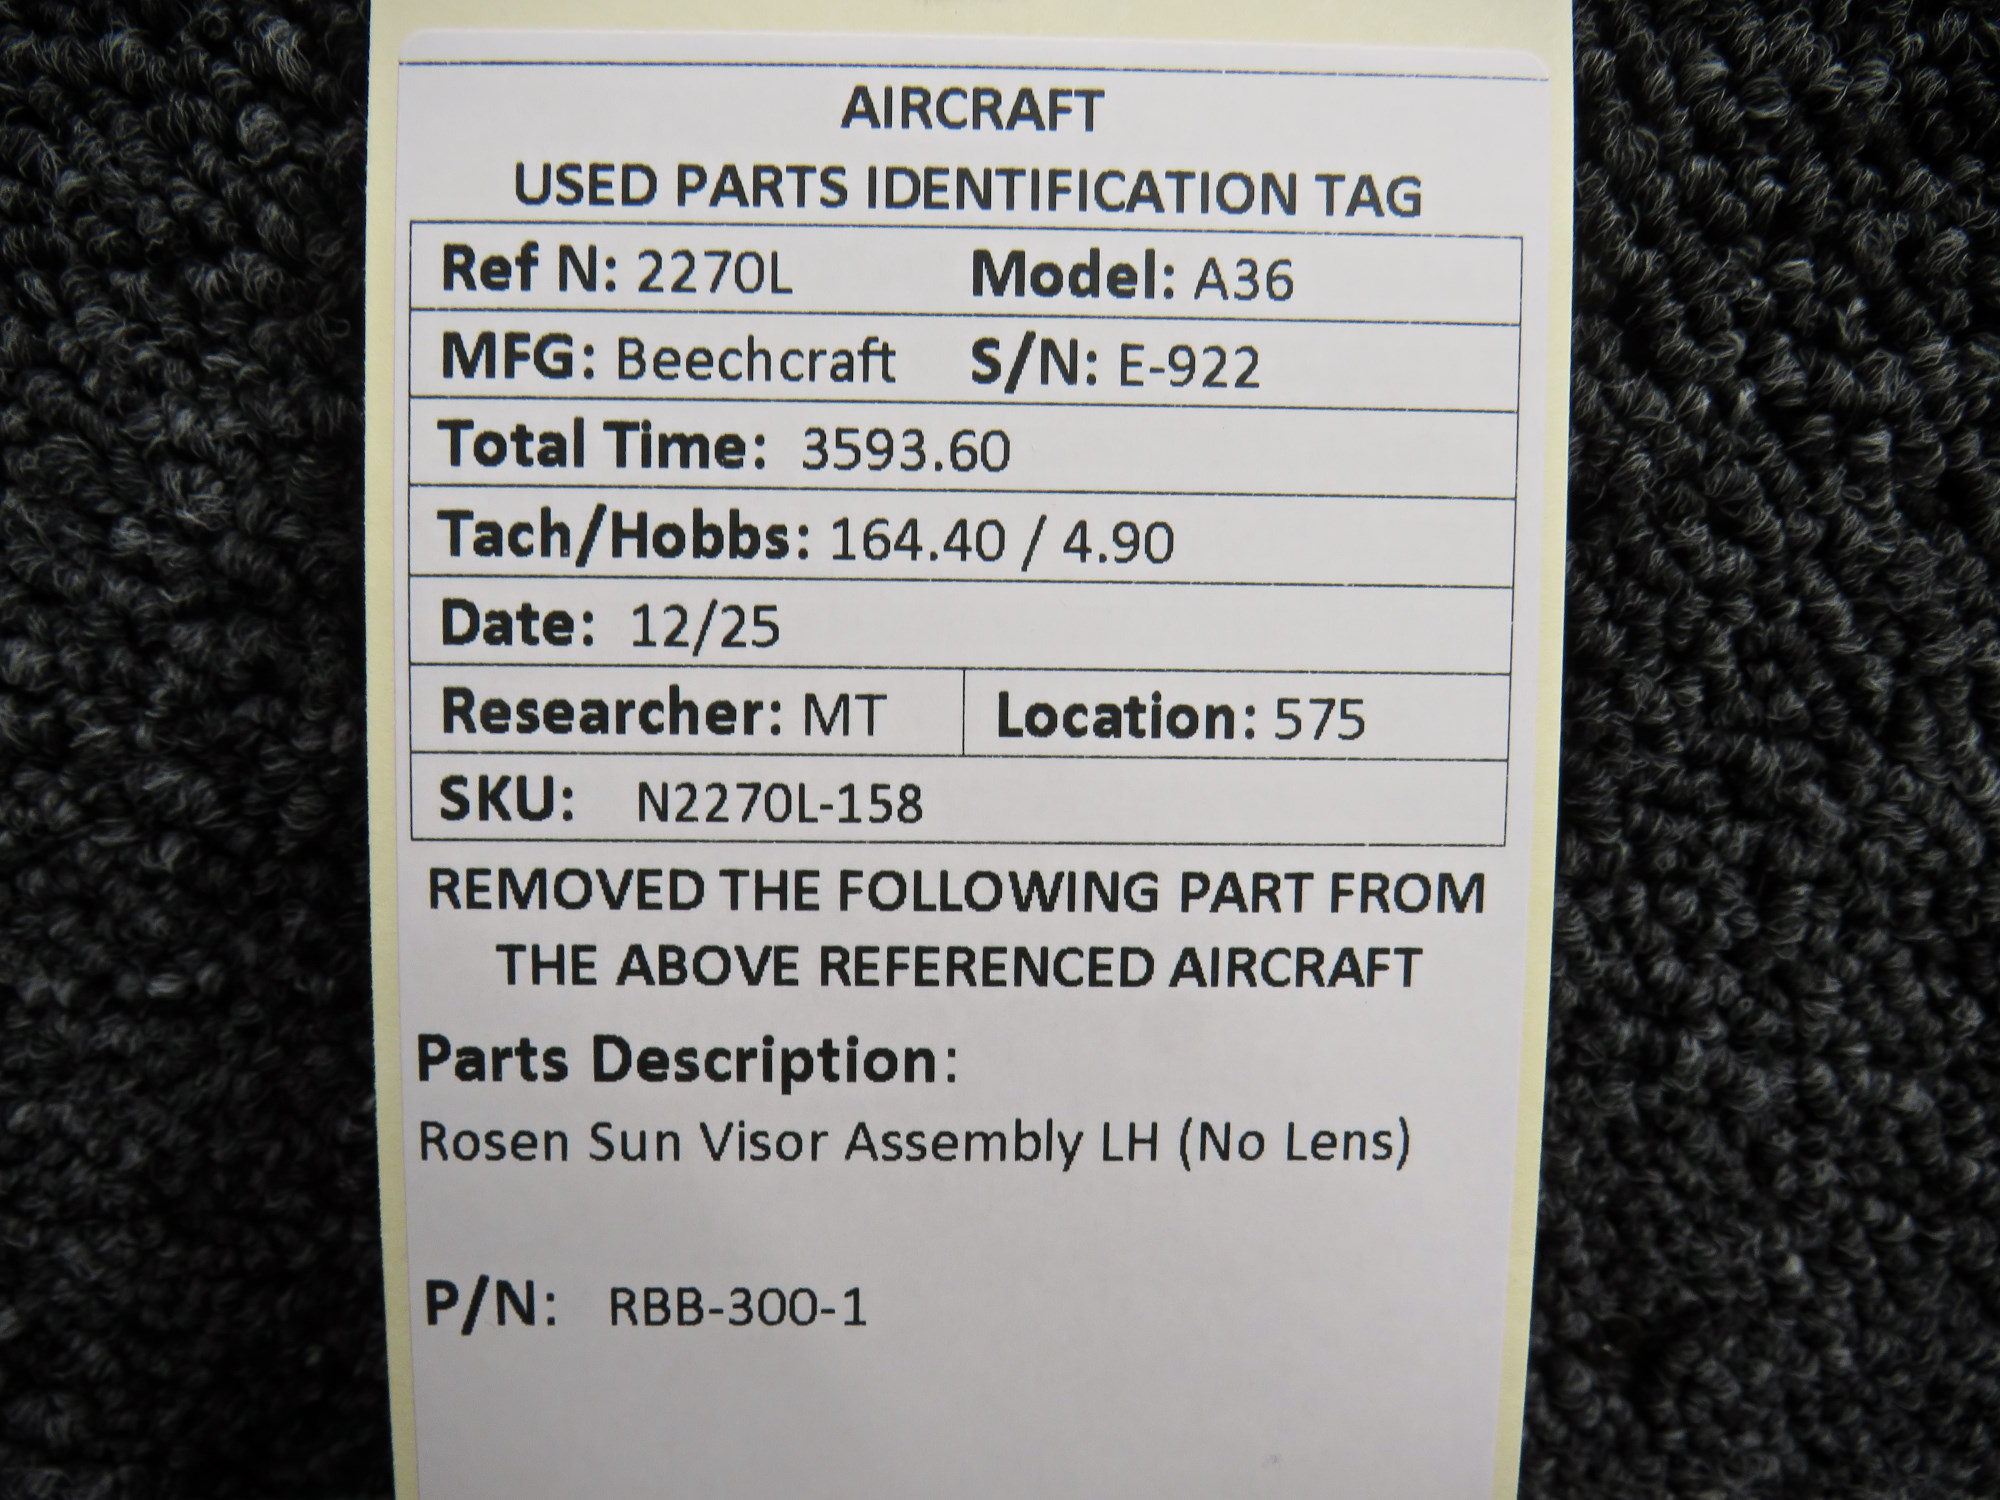 AIRCRAFT
USED PARTS IDENTIFICATION TAG
Ref N: 2270L Model: A36
MFG: Beechcraft S/N: E-922
Total Time: 3593.60
Tach/Hobbs: 164.40 / 4.90
Date: 12/25
Researcher: MT Location: 575
SKU: N2270L-158
REMOVED THE FOLLOWING PART FROM
THE ABOVE REFERENCED AIRCRAFT
Parts Description:
Rosen Sun Visor Assembly LH (No Lens)
P/N: RBB-300-1